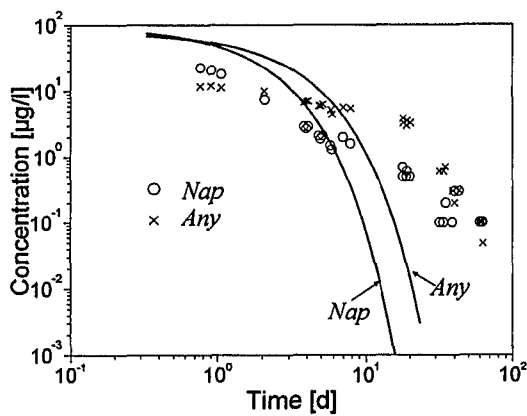 Concentration [µg/l]
10²
10¹
10⁰
10⁻¹
10⁻²
10⁻³
○ Nap
× Any
Nap
Any
10⁻¹
10⁰
10¹
10²
Time [d]